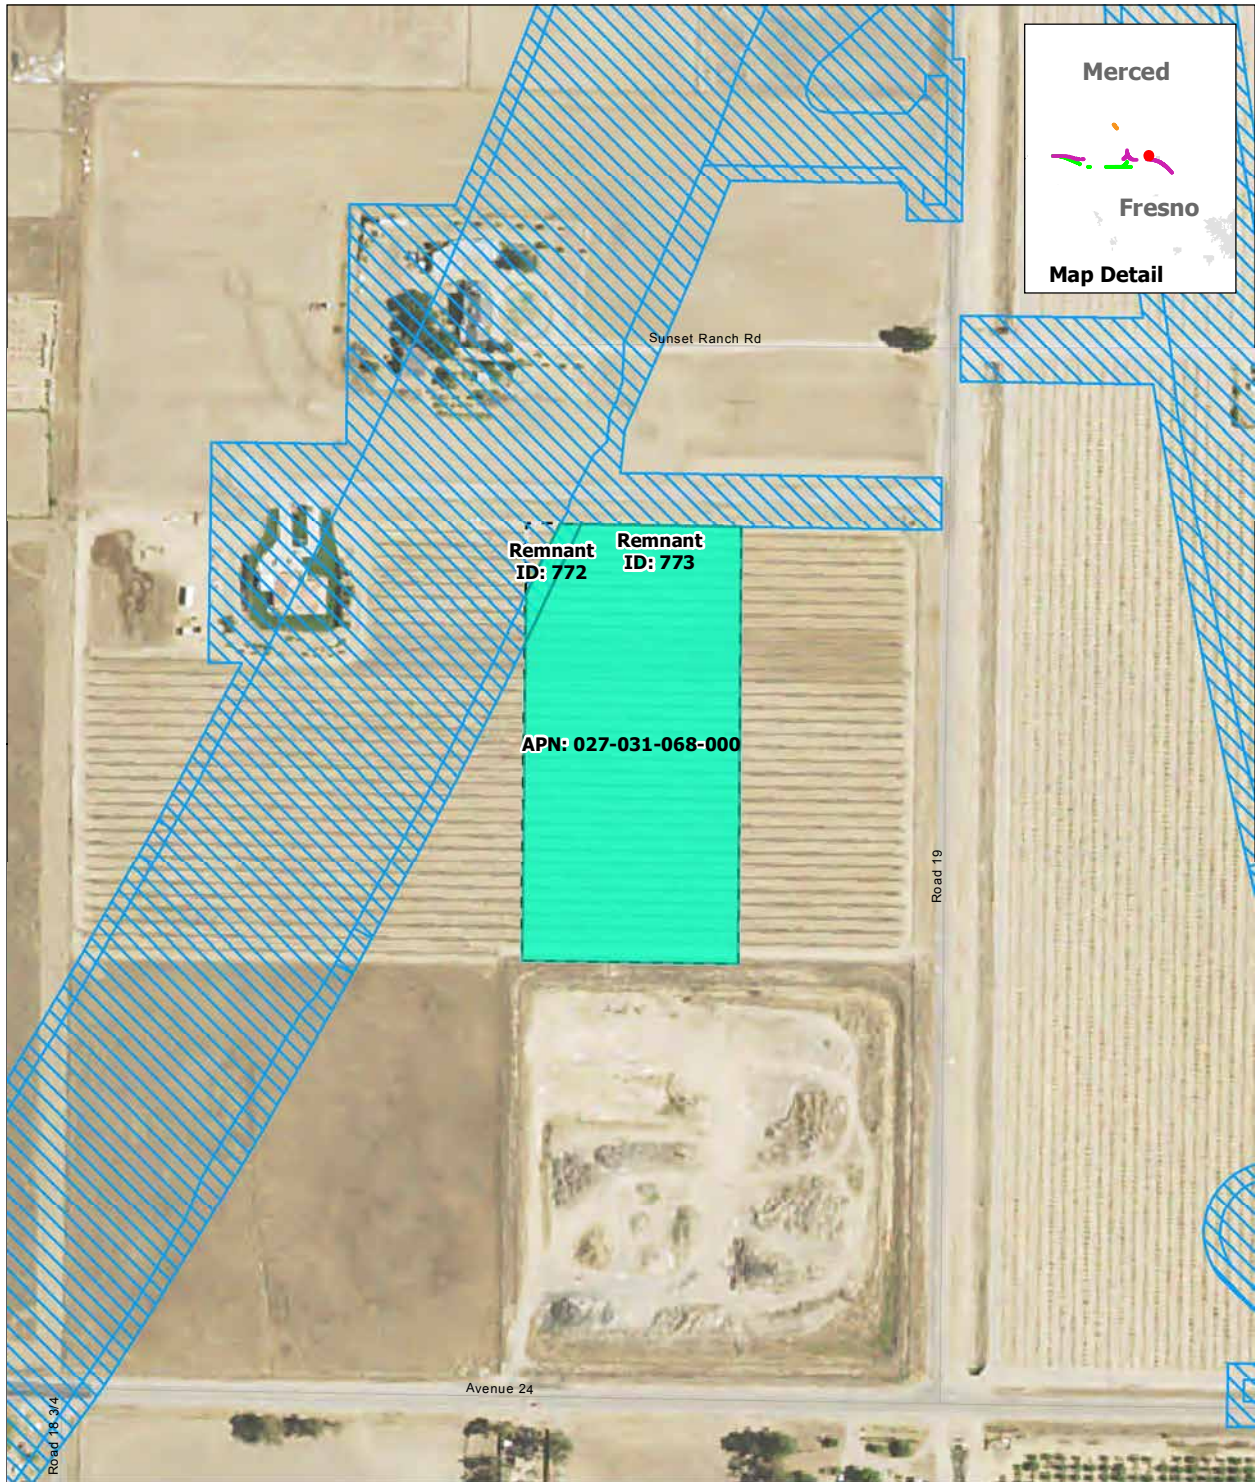 Merced
Fresno
Map Detail
Sunset Ranch Rd
Remnant
ID: 772
Remnant
ID: 773
APN: 027-031-068-000
Road 19
Avenue 24
Road 18 3/4